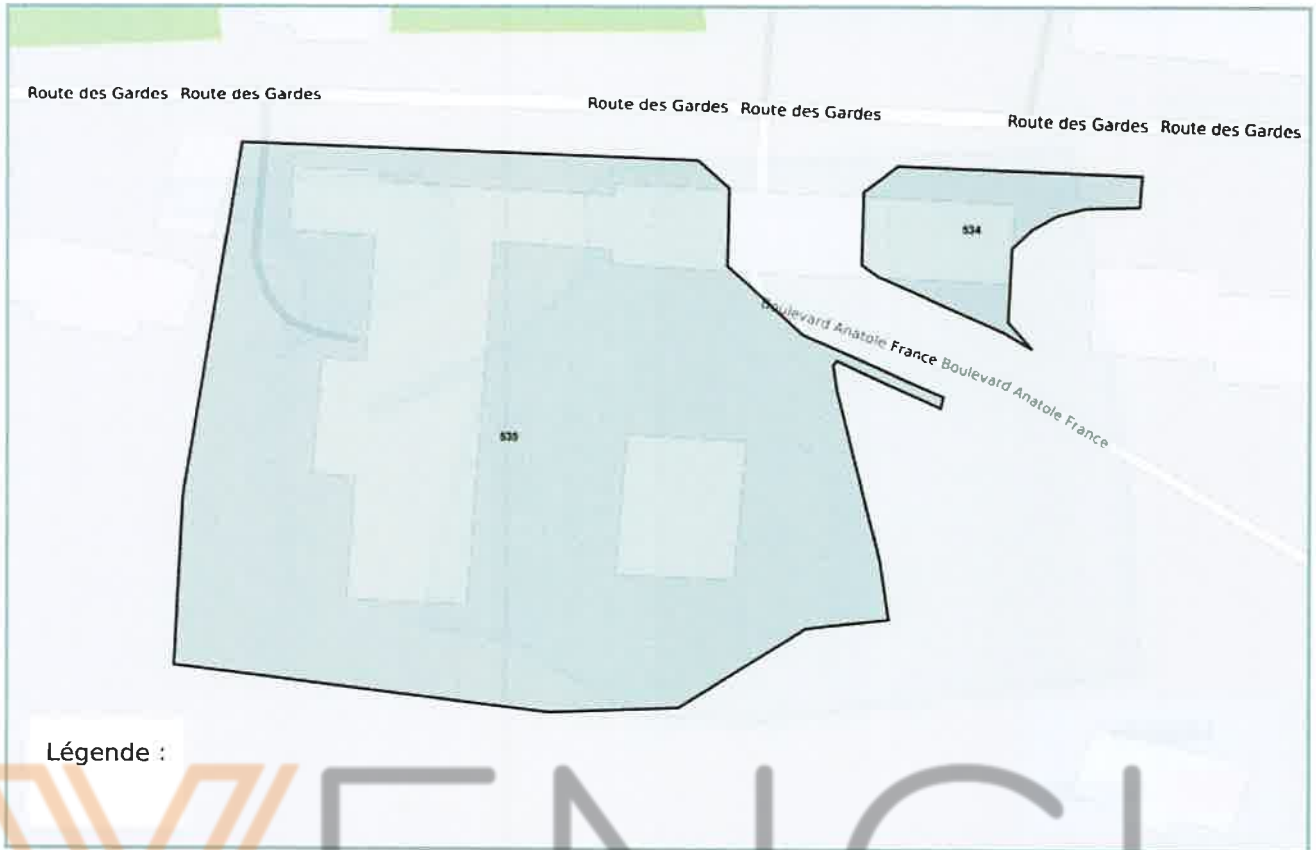 Route des Gardes Route des Gardes
Route des Gardes Route des Gardes
Route des Gardes Route des Gardes
534
Boulevard Anatole France Boulevard Anatole France
535
Légende :